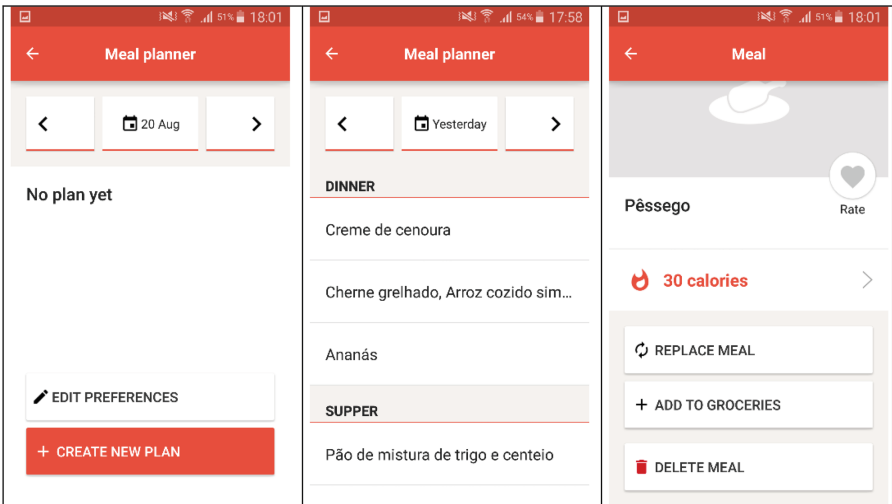 51% 18:01
Meal planner
20 Aug
No plan yet
EDIT PREFERENCES
+ CREATE NEW PLAN
54% 17:58
Meal planner
Yesterday
DINNER
Creme de cenoura
Cherne grelhado, Arroz cozido sim...
Ananás
SUPPER
Pão de mistura de trigo e centeio
51% 18:01
Meal
Pêssego
Rate
30 calories
REPLACE MEAL
+ ADD TO GROCERIES
DELETE MEAL